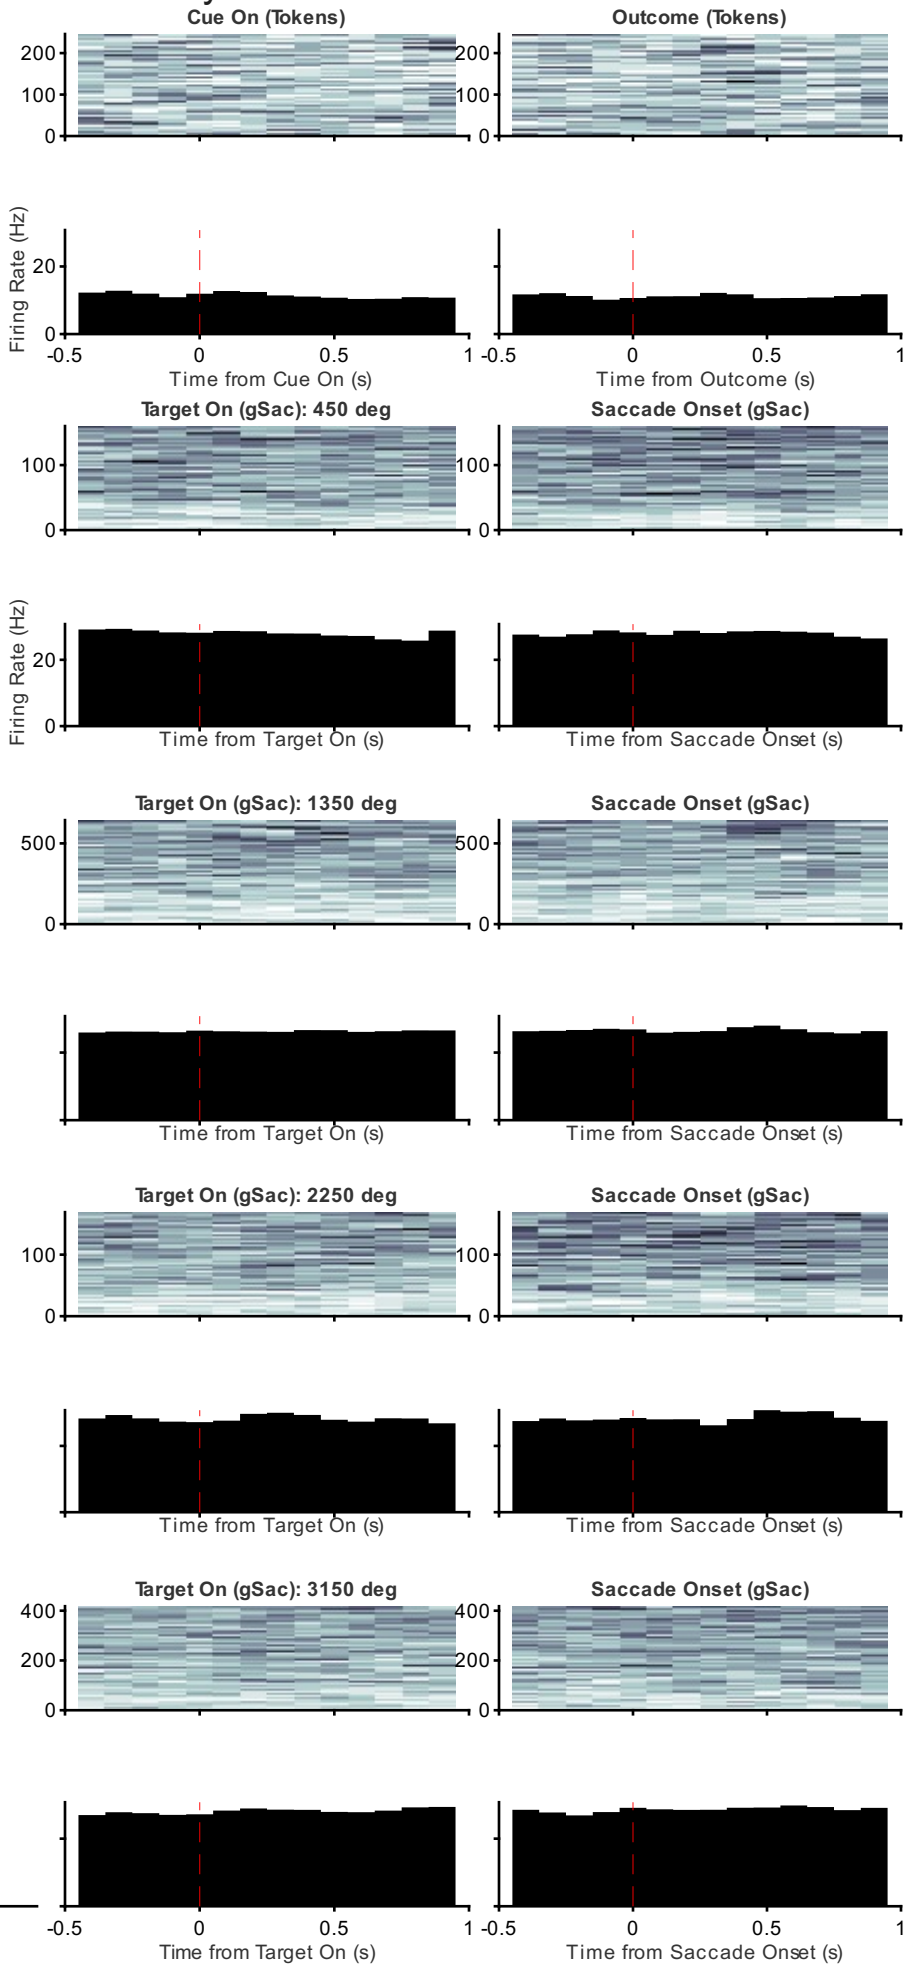 Cue On (Tokens) Outcome (Tokens)
200 200
100 100
0 0
Firing Rate (Hz)
20
0
-0.5 0 0.5 1 -0.5 0 0.5 1
Time from Cue On (s) Time from Outcome (s)
Target On (gSac): 450 deg Saccade Onset (gSac)
100 100
0 0
Firing Rate (Hz)
20
0
Time from Target On (s) Time from Saccade Onset (s)
Target On (gSac): 1350 deg Saccade Onset (gSac)
500 500
0 0
Time from Target On (s) Time from Saccade Onset (s)
Target On (gSac): 2250 deg Saccade Onset (gSac)
100 100
0 0
Time from Target On (s) Time from Saccade Onset (s)
Target On (gSac): 3150 deg Saccade Onset (gSac)
400 400
200 200
0 0
-0.5 0 0.5 1 -0.5 0 0.5 1
Time from Target On (s) Time from Saccade Onset (s)